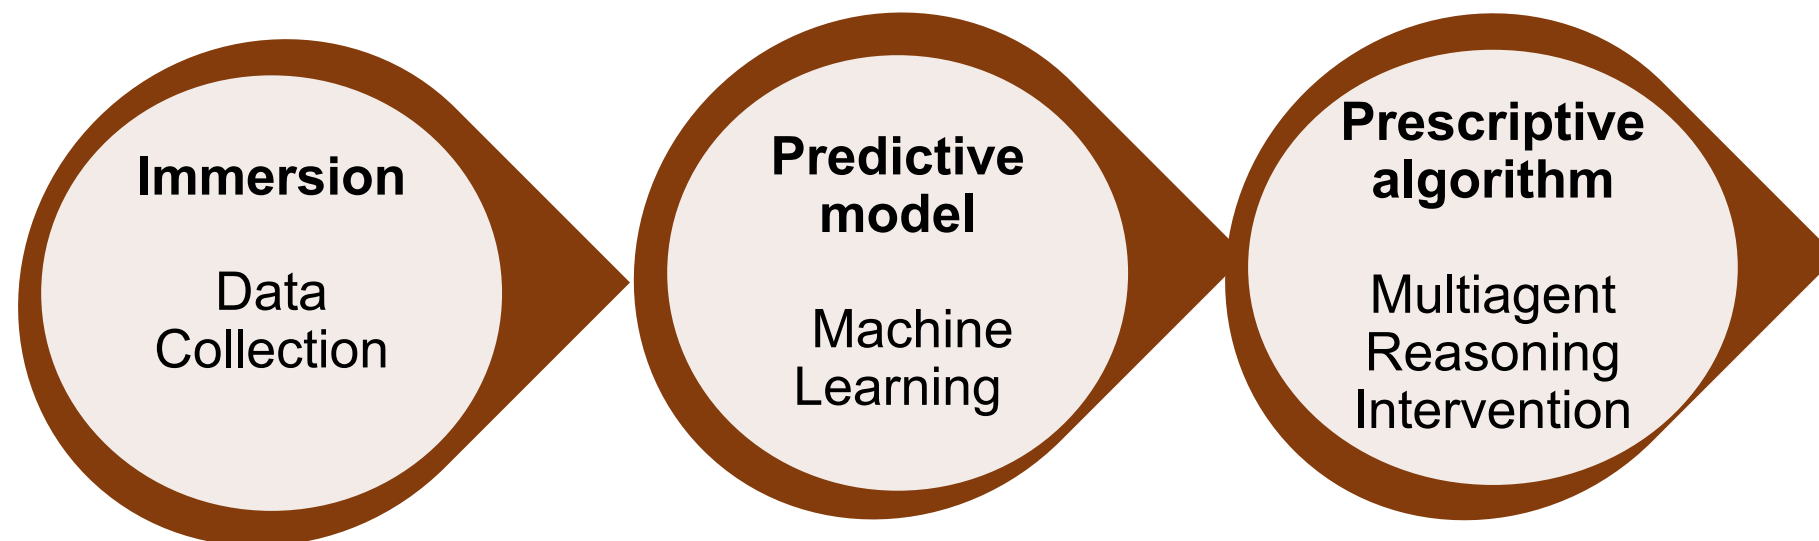 Immersion
Data
Collection
Predictive
model
Machine
Learning
Prescriptive
algorithm
Multiagent
Reasoning
Intervention